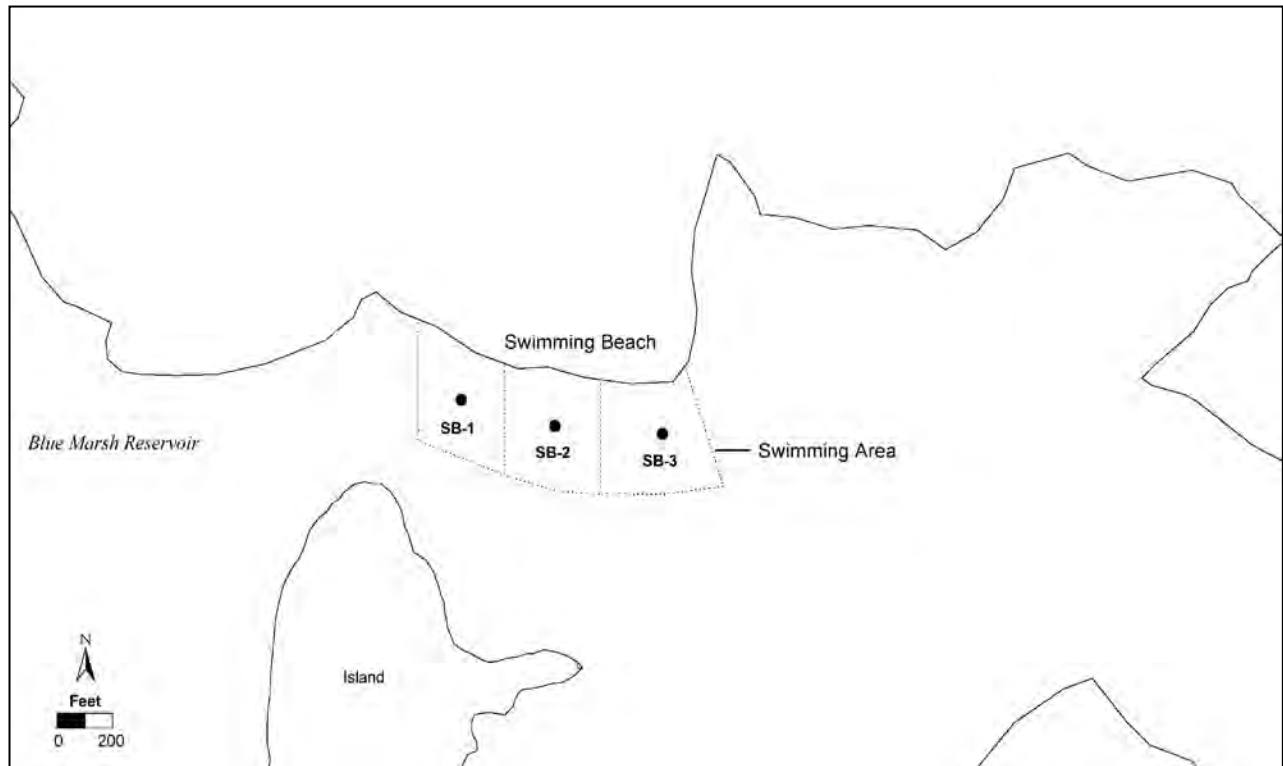 Swimming Beach
SB-1
SB-2
SB-3
Blue Marsh Reservoir
Swimming Area
Island
N
Feet
0 200